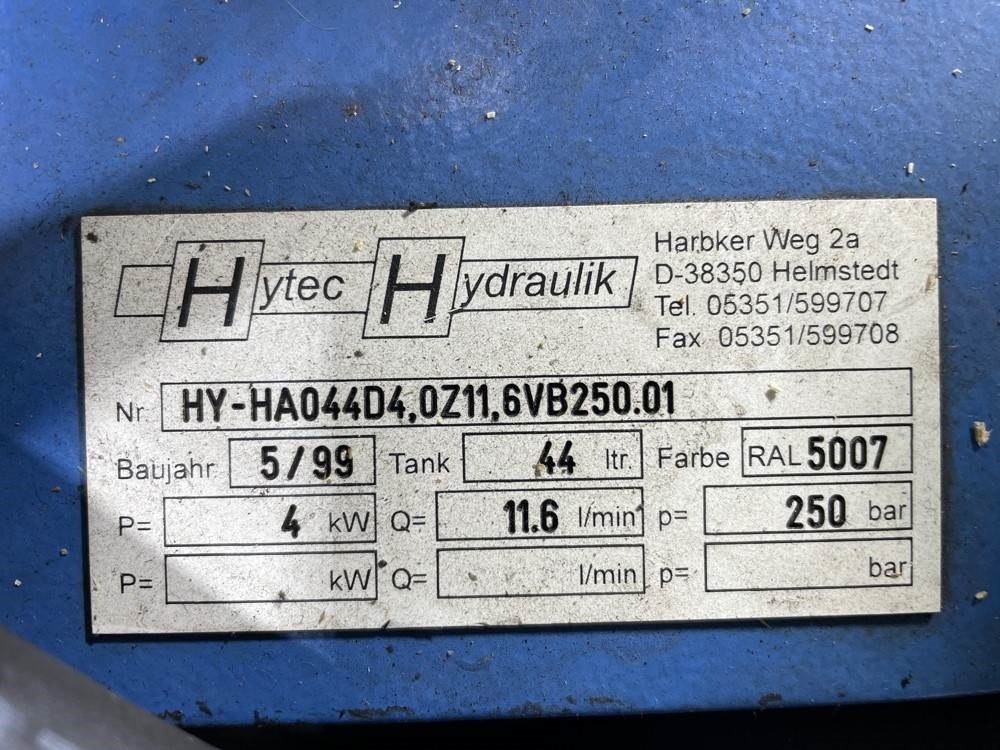 Hytec Hydraulik
Harbker Weg 2a
D-38350 Helmstedt
Tel. 05351/599707
Fax 05351/599708
Nr HY-HA044D4,0Z11,6VB250.01
Baujahr 5/99 Tank 44 ltr. Farbe RAL 5007
P= 4 kW Q= 11.6 l/min p= 250 bar
P= kW Q= l/min p= bar